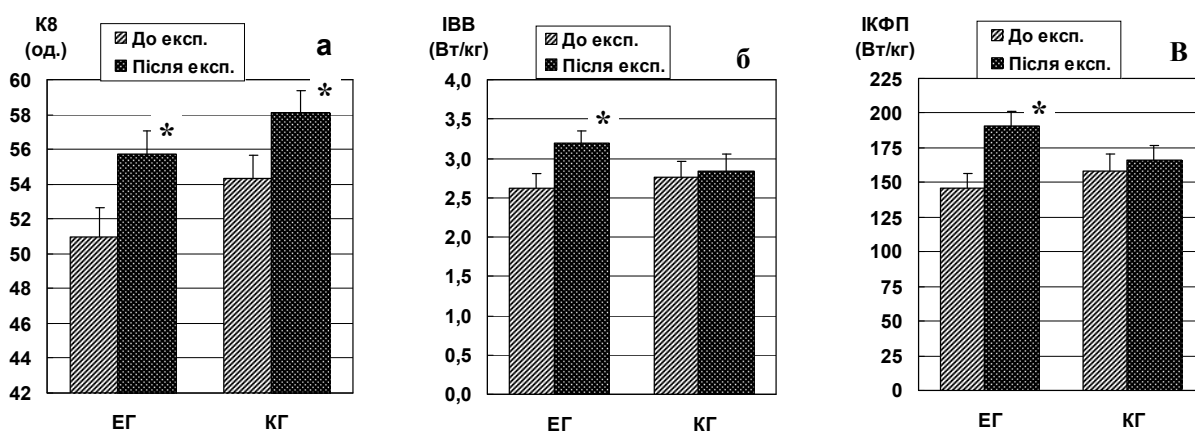 К8
(од.)
До експ.
Після експ.
а
60
58
56
54
52
50
48
46
44
42
*
*
ЕГ
КГ
ІВВ
(Вт/кг)
До експ.
Після експ.
б
4,0
3,5
3,0
2,5
2,0
1,5
1,0
0,5
0,0
*
ЕГ
КГ
ІКФП
(Вт/кг)
До експ.
Після експ.
В
225
200
175
150
125
100
75
50
25
0
*
ЕГ
КГ